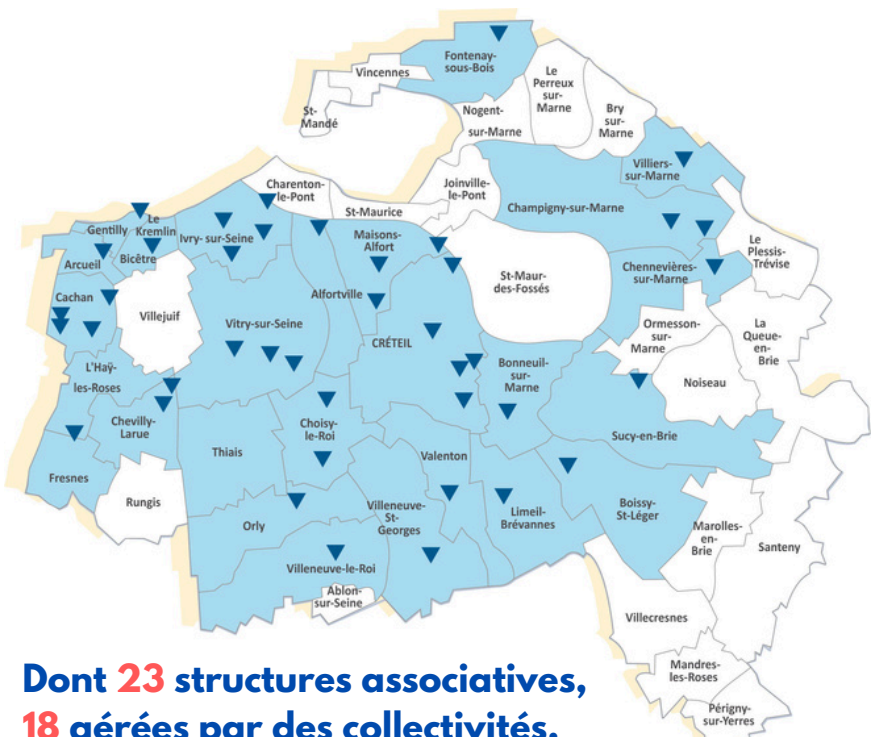 Fontenay-
sous-Bois
Vincennes
Le
Perreux
sur-
Marne
St-
Mandé
Nogent-
sur-Marne
Bry
sur-
Marne
Villiers-
sur-Marne
Joinville-
le-Pont
Charenton-
le-Pont
St-Maurice
Champigny-sur-Marne
Le
Kremlin
Bicêtre
Gentilly
Ivry-sur-Seine
Maisons-
Alfort
Le
Plessis-
Trévise
Arcueil
Chennevières-
sur-Marne
St-Maur-
des-Fossés
Cachan
Villejuif
Alfortville
Vitry-sur-Seine
Ormesson-
sur-
Marne
La
Queue-
en-
Brie
CRÉTEIL
Bonneuil-
sur-
Marne
L'Haÿ-
les-Roses
Noiseau
Chevilly-
Larue
Choisy-
le-Roi
Sucy-en-Brie
Thiais
Valenton
Fresnes
Rungis
Villeneuve-
St-
Georges
Limeil-
Brévannes
Boissy-
St-Léger
Orly
Marolles-
en-
Brie
Santeny
Villeneuve-le-Roi
Ablon-
sur-Seine
Villecresnes
Mandres-
les-Roses
Périgny-
sur-Yerres
Dont 23 structures associatives,
18 gérées par des collectivités.